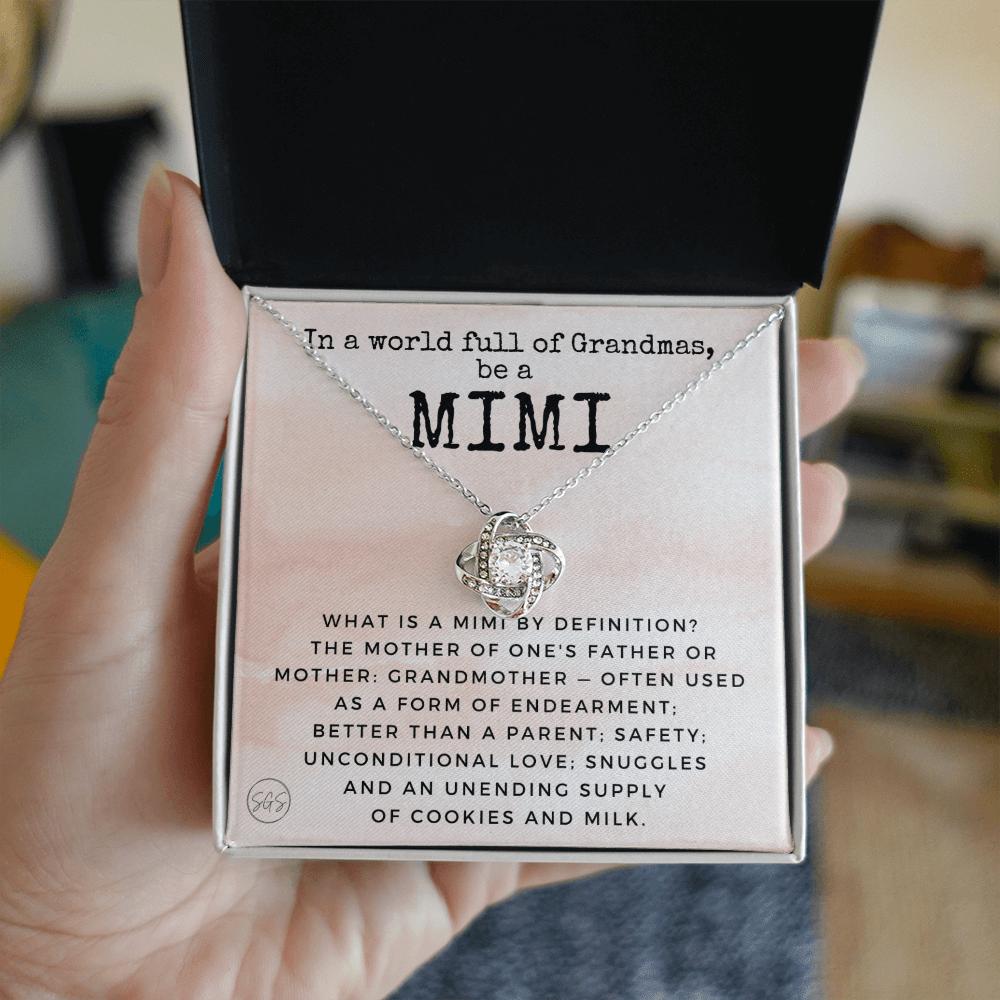 In a world full of Grandmas,
be a
MIMI
WHAT IS A MIMI BY DEFINITION?
THE MOTHER OF ONE'S FATHER OR
MOTHER: GRANDMOTHER — OFTEN USED
AS A FORM OF ENDEARMENT;
BETTER THAN A PARENT; SAFETY;
UNCONDITIONAL LOVE; SNUGGLES
AND AN UNENDING SUPPLY
OF COOKIES AND MILK.
SGS